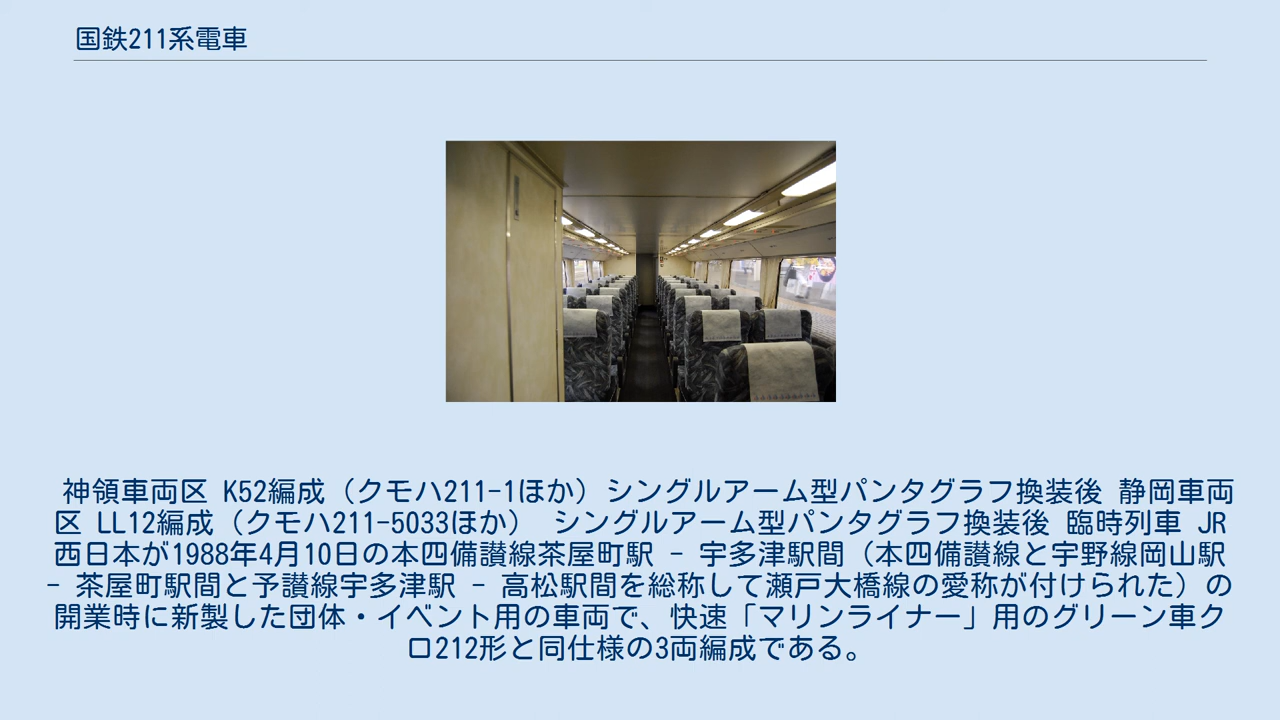 国鉄211系電車
神領車両区 K52編成（クモハ211-1ほか）シングルアーム型パンタグラフ換装後 静岡車両
区 LL12編成（クモハ211-5033ほか） シングルアーム型パンタグラフ換装後 臨時列車 JR
西日本が1988年4月10日の本四備讃線茶屋町駅 - 宇多津駅間（本四備讃線と宇野線岡山駅
- 茶屋町駅間と予讃線宇多津駅 - 高松駅間を総称して瀬戸大橋線の愛称が付けられた）の
開業時に新製した団体・イベント用の車両で、快速「マリンライナー」用のグリーン車ク
ロ212形と同仕様の3両編成である。